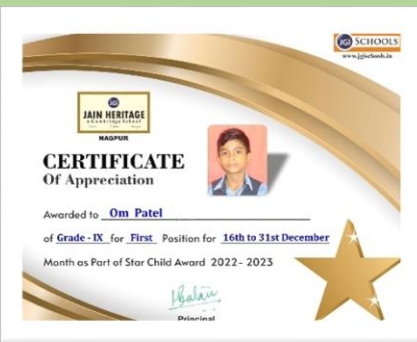 JGI SCHOOLS
www.jgischools.in
JGI
JAIN HERITAGE
a Cambridge School
NAGPUR
CERTIFICATE
Of Appreciation
Awarded to Om Patel
of Grade - IX for First Position for 16th to 31st December
Month as Part of Star Child Award 2022- 2023
Principal